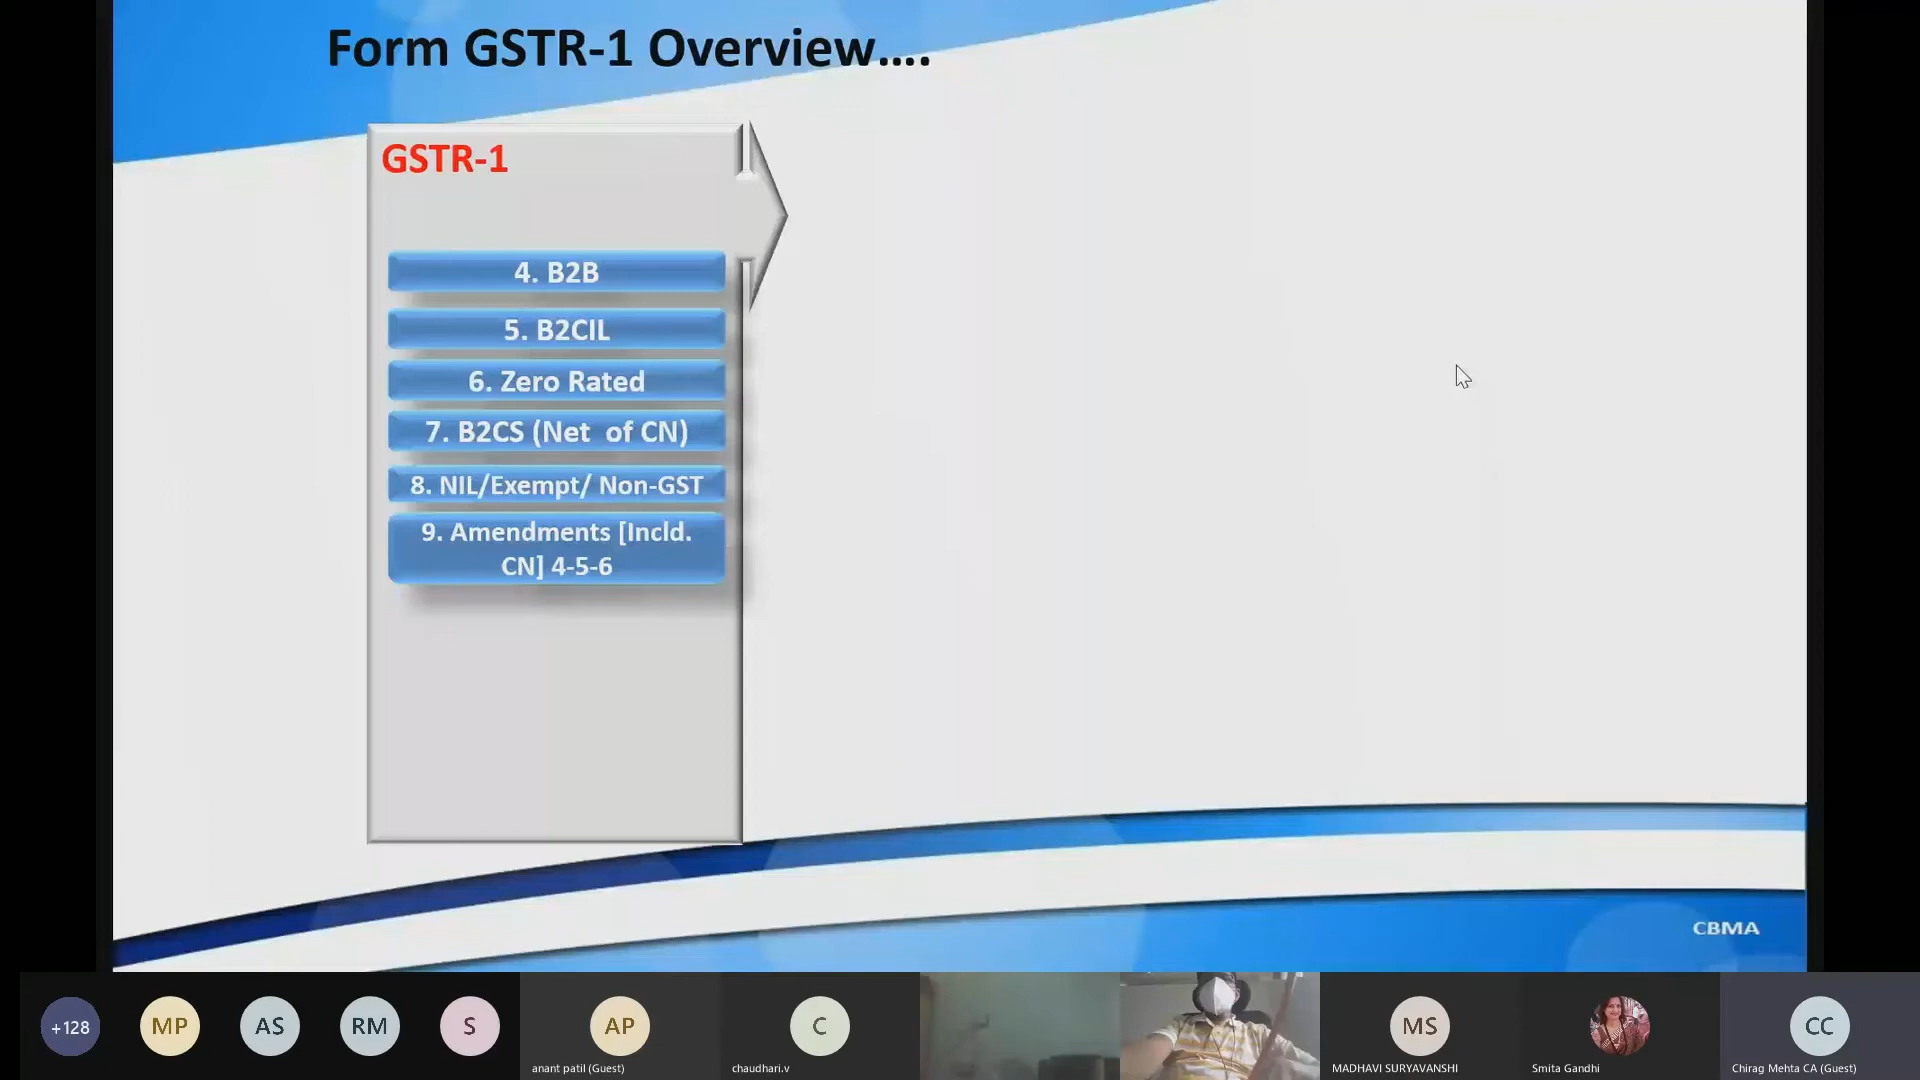 Form GSTR-1 Overview....
GSTR-1
4. B2B
5. B2CIL
6. Zero Rated
7. B2CS (Net of CN)
8. NIL/Exempt/ Non-GST
9. Amendments [Incld.
CN] 4-5-6
CBMA
+128
MP
AS
RM
S
AP
C
MS
CC
anant patil (Guest)
chaudhari.v
MADHAVI SURYAVANSHI
Smita Gandhi
Chirag Mehta CA (Guest)